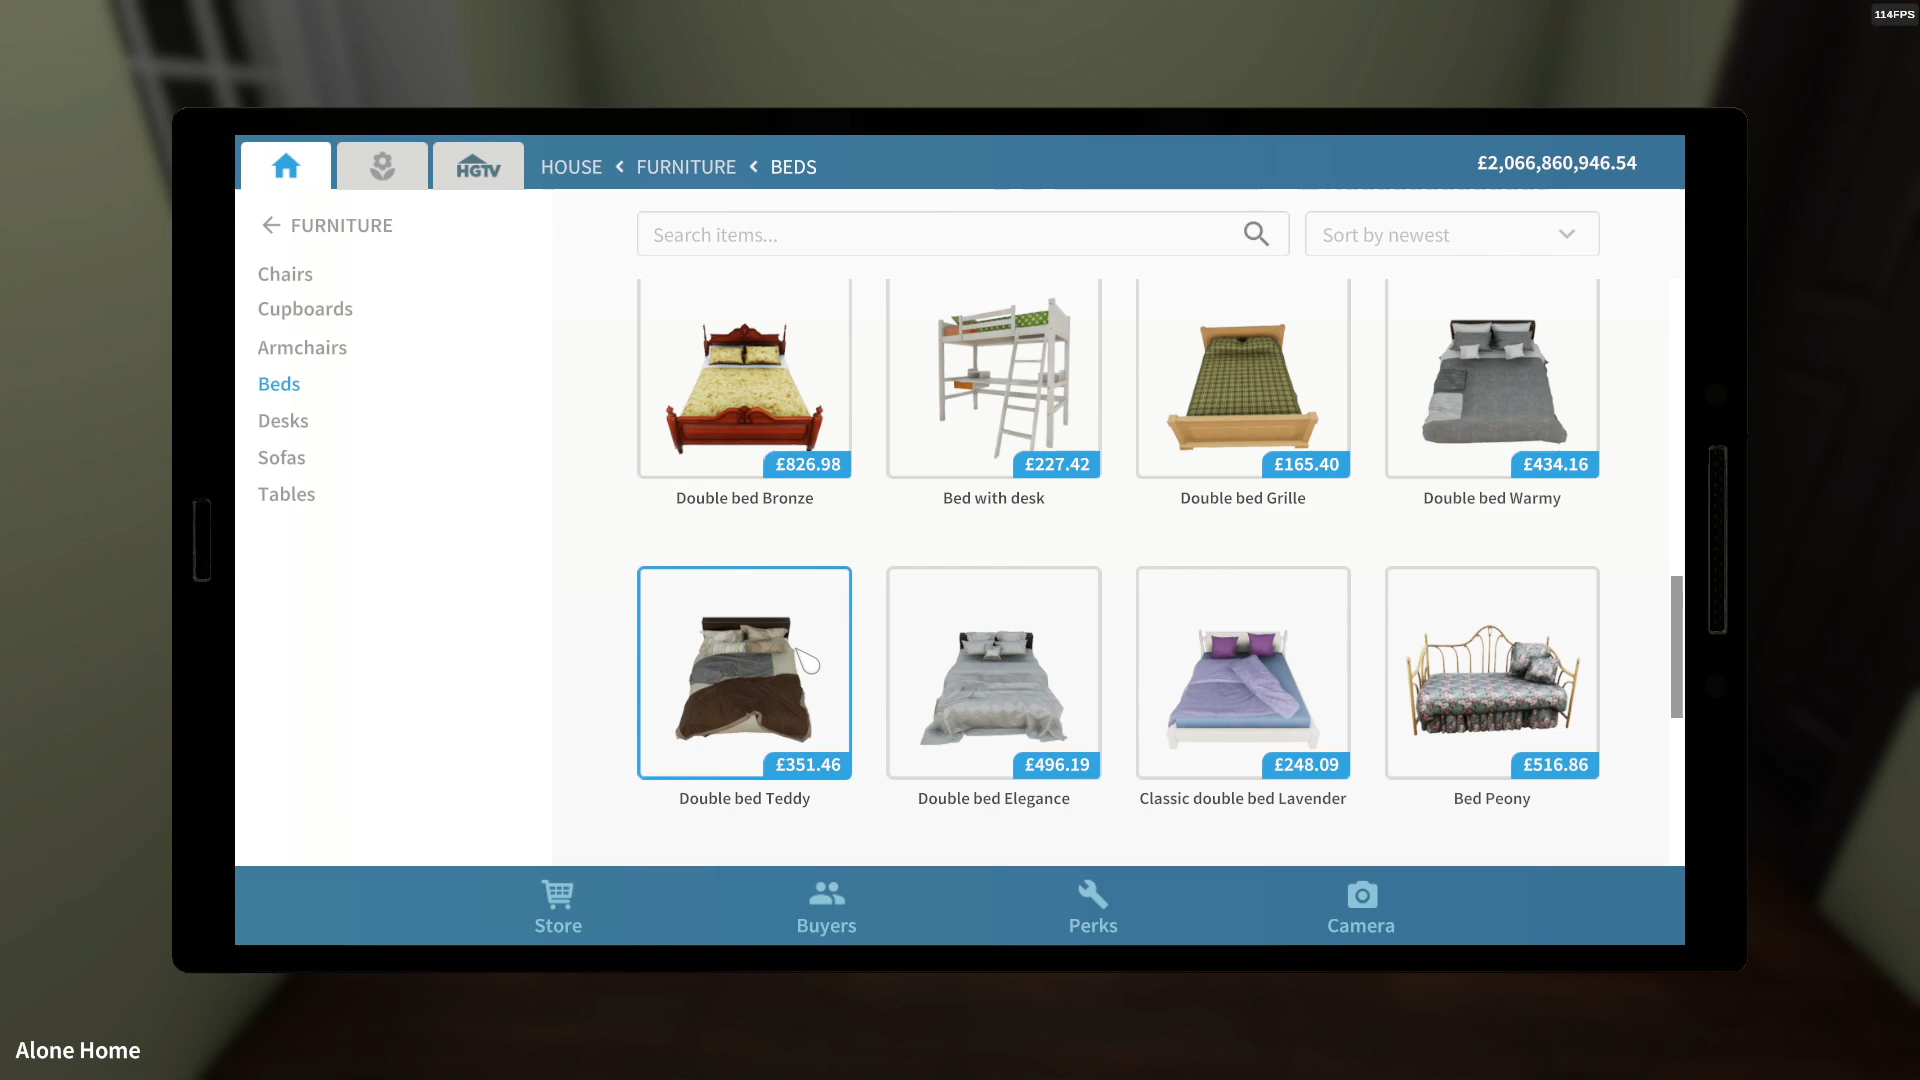 114FPS
HGTV
HOUSE < FURNITURE < BEDS
£2,066,860,946.54
FURNITURE
Search items...
Sort by newest
Chairs
Cupboards
Armchairs
Beds
Desks
Sofas
Tables
£826.98
£227.42
£165.40
£434.16
Double bed Bronze
Bed with desk
Double bed Grille
Double bed Warmy
£351.46
£496.19
£248.09
£516.86
Double bed Teddy
Double bed Elegance
Classic double bed Lavender
Bed Peony
Store
Buyers
Perks
Camera
Alone Home